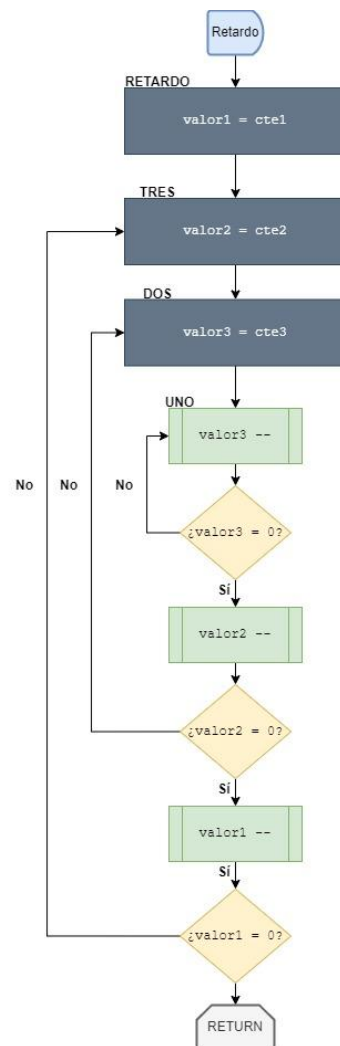 Retardo
RETARDO
valor1 = cte1
TRES
valor2 = cte2
DOS
valor3 = cte3
UNO
valor3 --
No
No
No
¿valor3 = 0?
Sí
valor2 --
¿valor2 = 0?
Sí
valor1 --
Sí
¿valor1 = 0?
RETURN